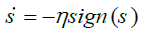 ṡ = −ηsign(s)